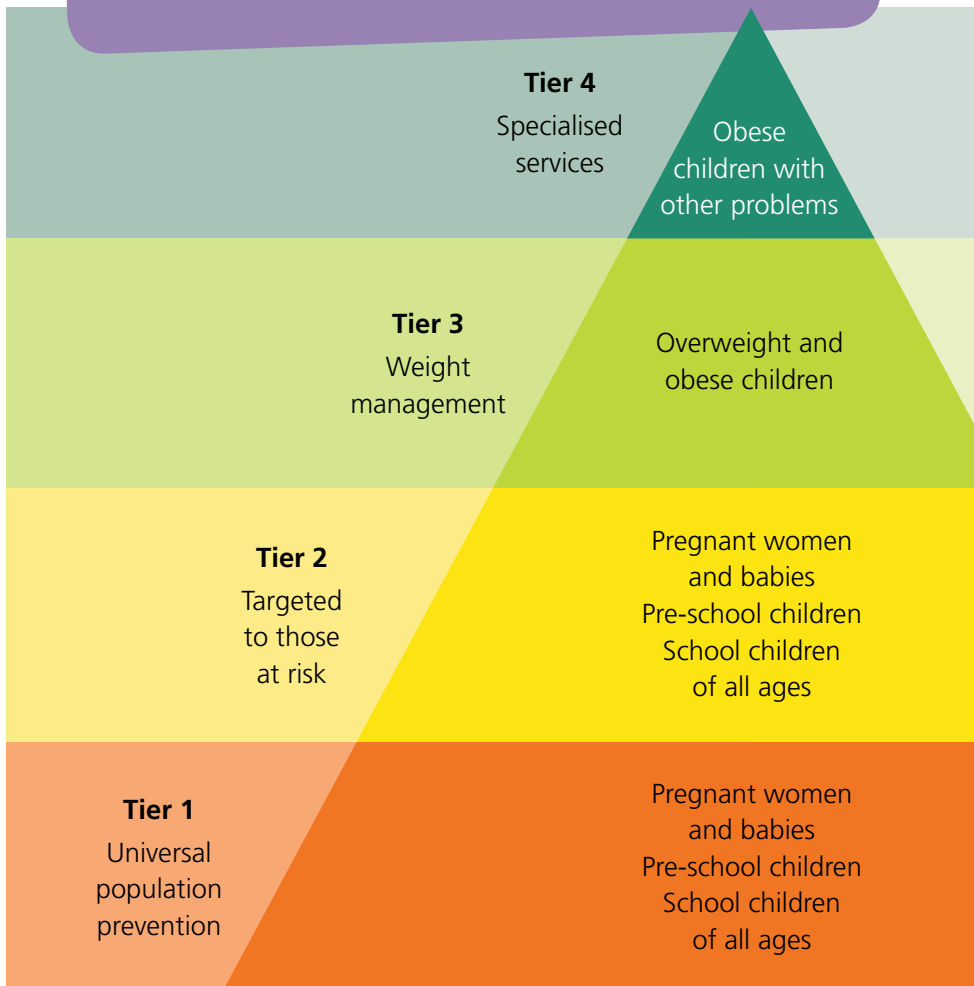 Tier 4
Specialised
services
Obese
children with
other problems
Tier 3
Weight
management
Overweight and
obese children
Tier 2
Targeted
to those
at risk
Pregnant women
and babies
Pre-school children
School children
of all ages
Tier 1
Universal
population
prevention
Pregnant women
and babies
Pre-school children
School children
of all ages